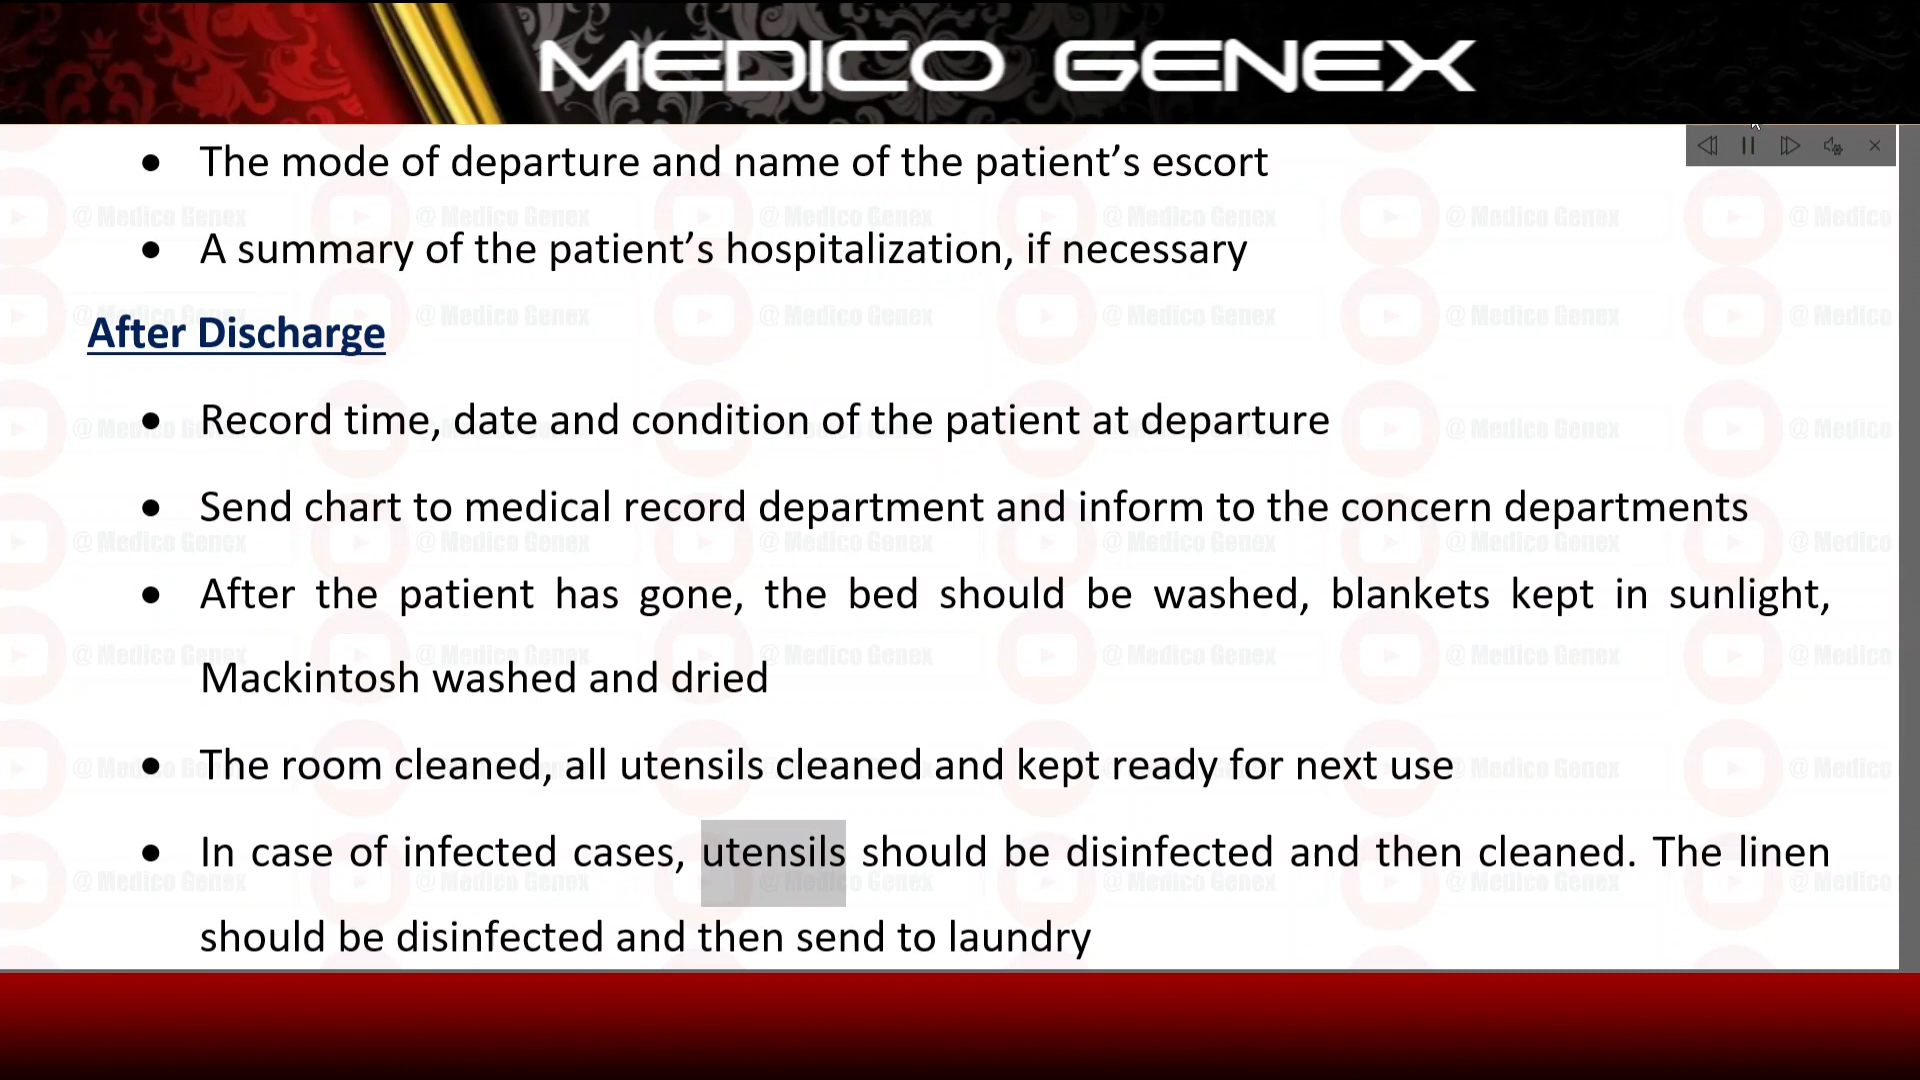 MEDICO GENEX
• The mode of departure and name of the patient’s escort
• A summary of the patient’s hospitalization, if necessary
After Discharge
• Record time, date and condition of the patient at departure
• Send chart to medical record department and inform to the concern departments
• After the patient has gone, the bed should be washed, blankets kept in sunlight,
Mackintosh washed and dried
• The room cleaned, all utensils cleaned and kept ready for next use
• In case of infected cases, utensils should be disinfected and then cleaned. The linen
should be disinfected and then send to laundry
@ Medico Genex